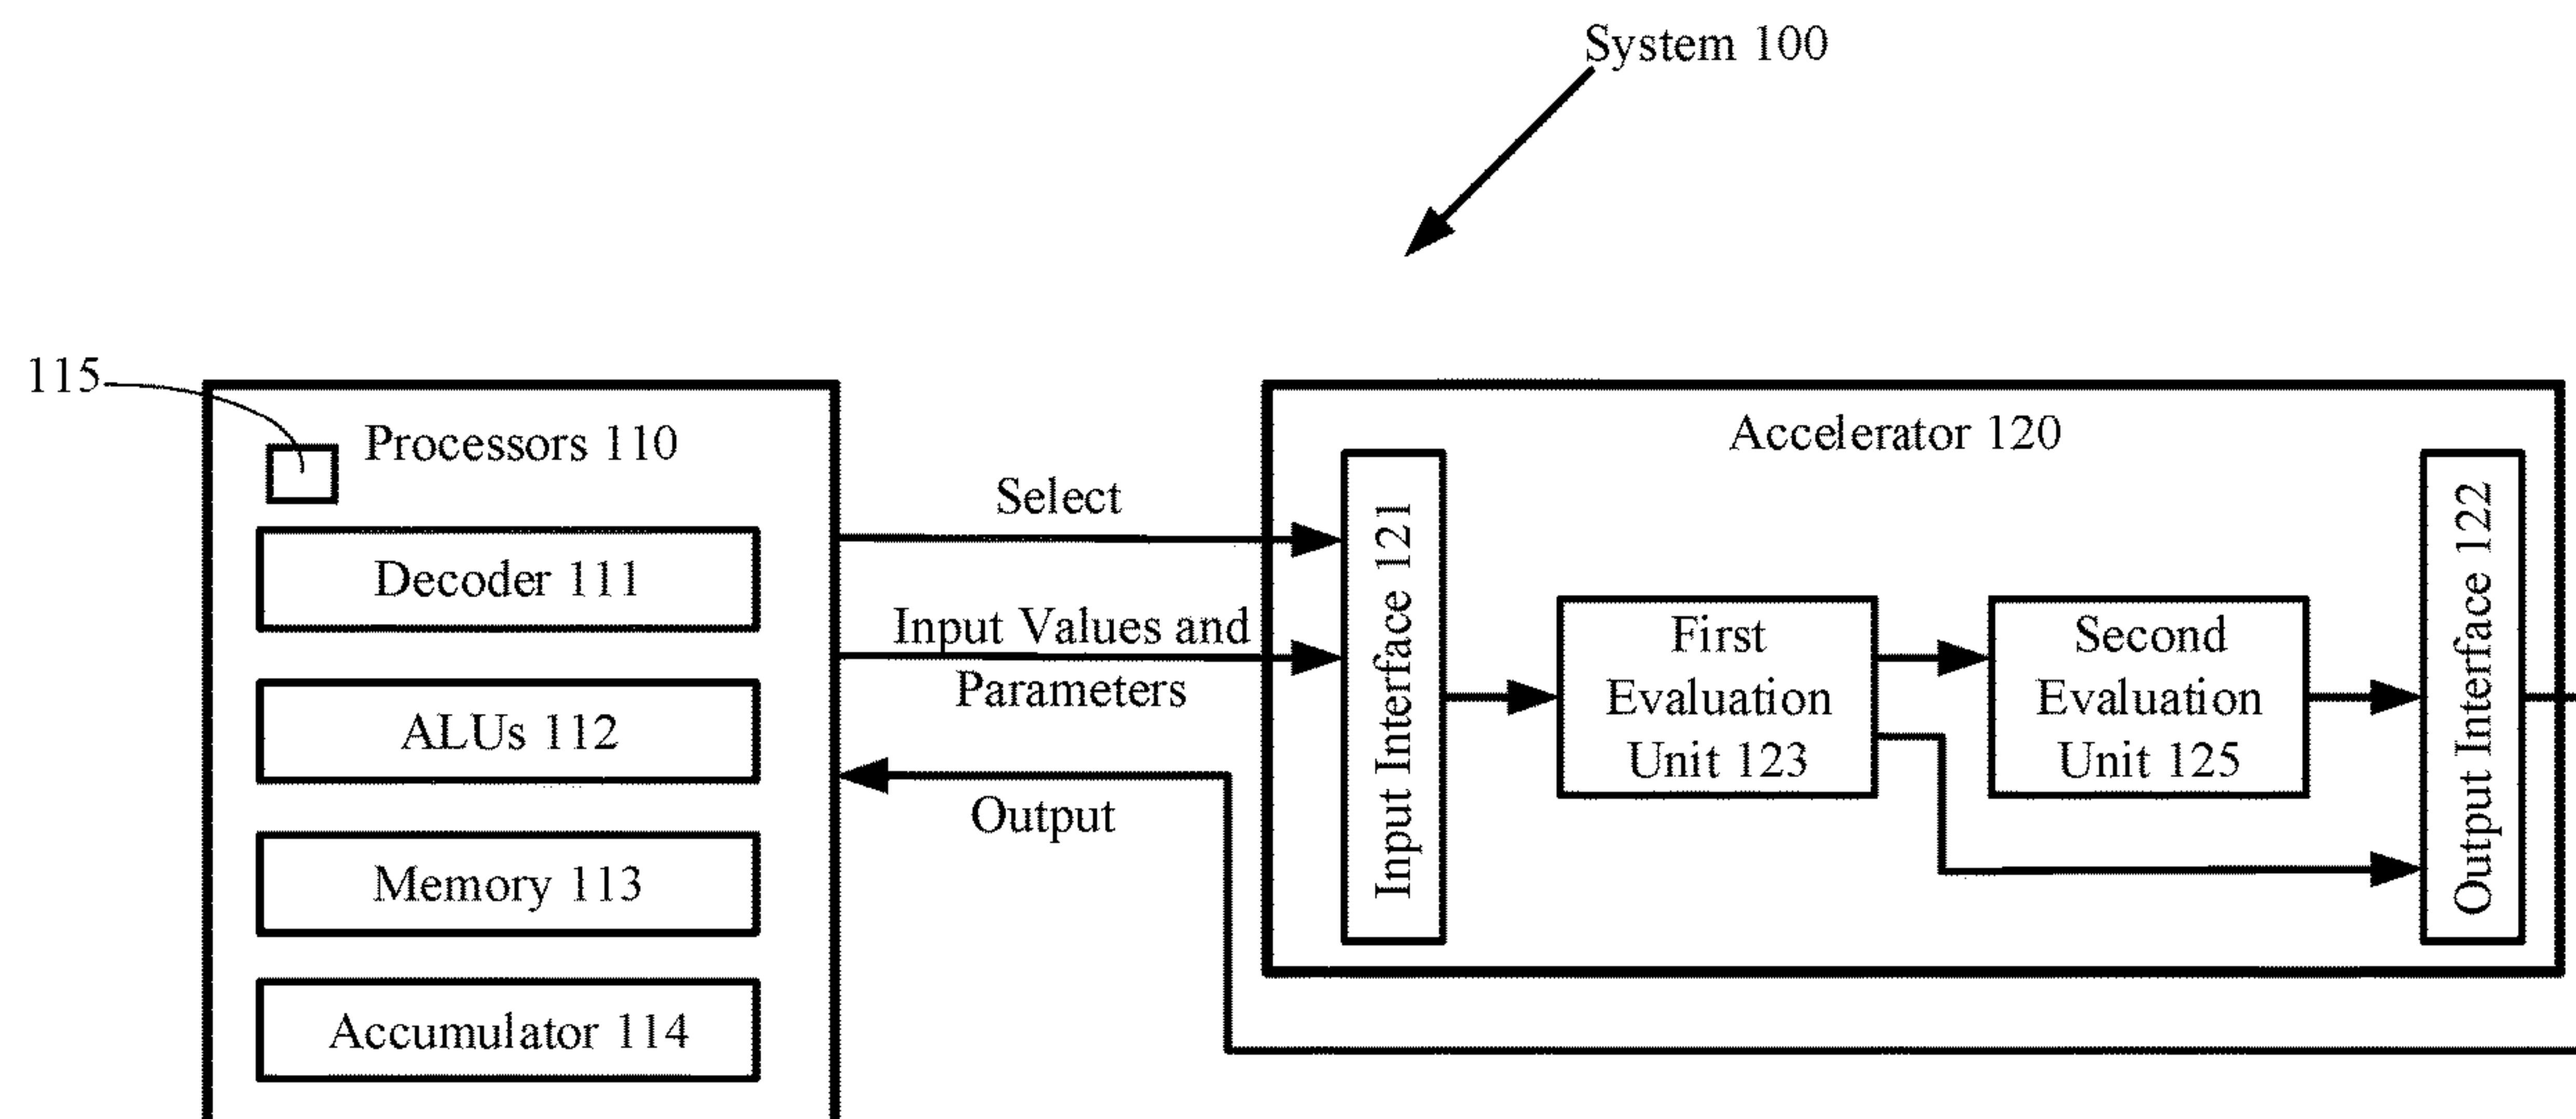 System 100
115
Processors 110
Decoder 111
ALUs 112
Memory 113
Accumulator 114
Select
Input Values and
Parameters
Output
Accelerator 120
Input Interface 121
First
Evaluation
Unit 123
Second
Evaluation
Unit 125
Output Interface 122